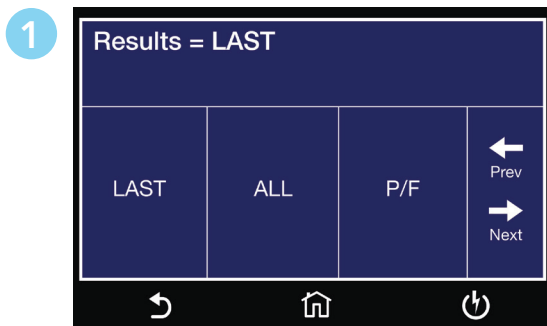 1
Results = LAST
LAST
ALL
P/F
Prev
Next